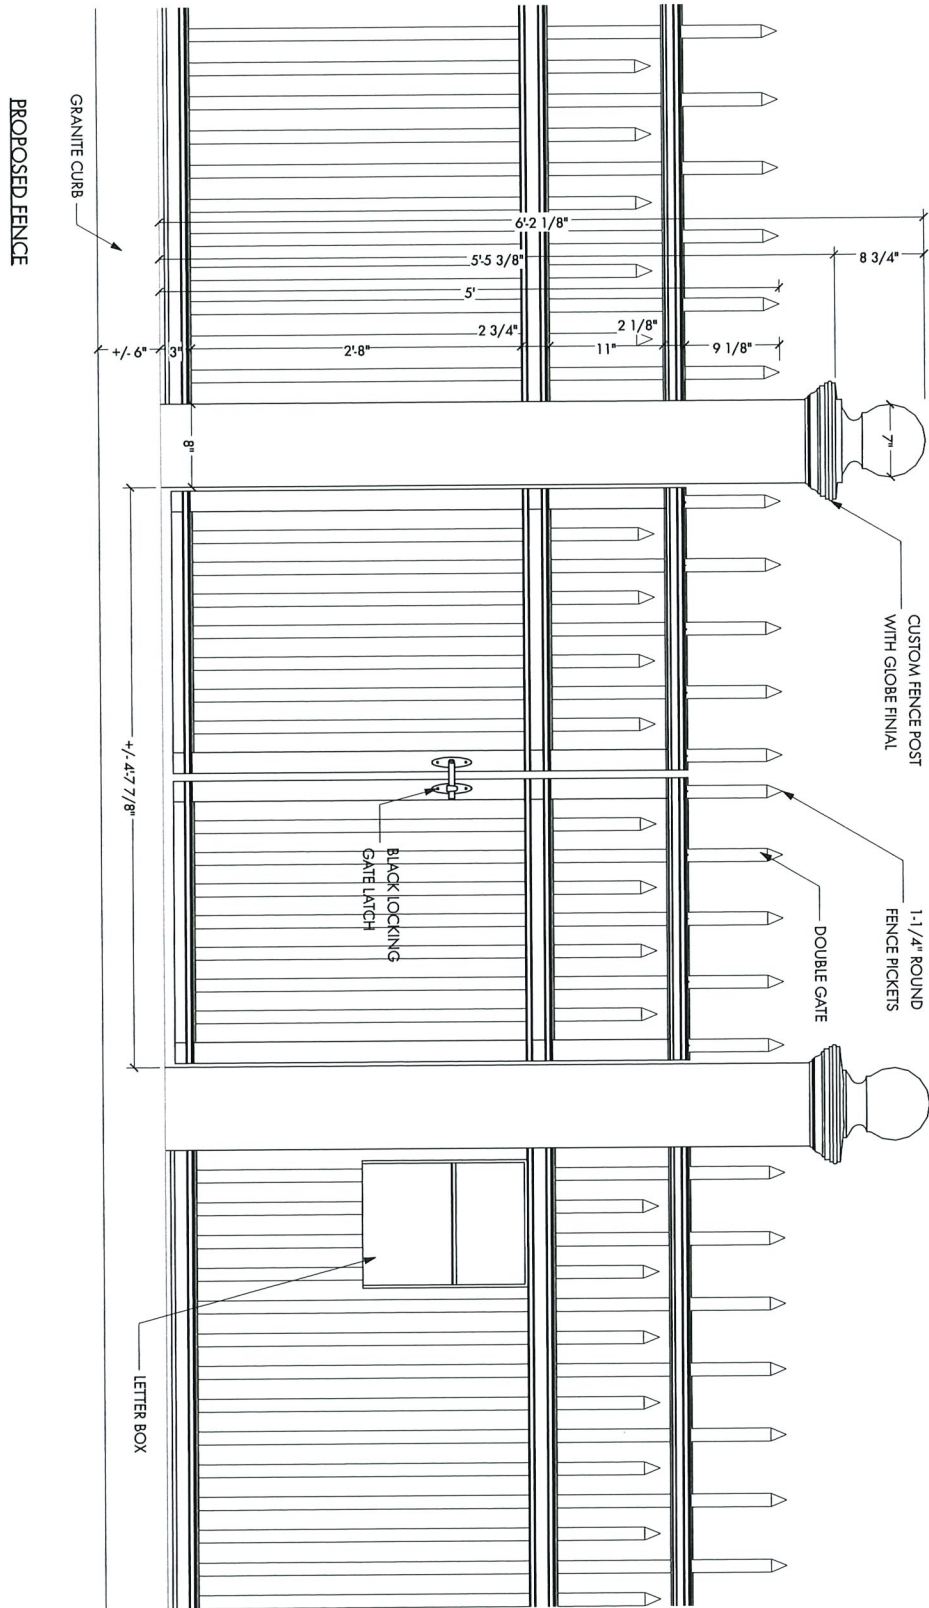 6'-2 1/8"
5'-5 3/8"
8 3/4"
5'
2 3/4"
2 1/8"
+/- 6"
3"
2'-8"
11"
9 1/8"
7"
8"
CUSTOM FENCE POST
WITH GLOBE FINIAL
1-1/4" ROUND
FENCE PICKETS
DOUBLE GATE
BLACK LOCKING
GATE LATCH
+/- 4'-7 7/8"
LETTER BOX
GRANITE CURB
PROPOSED FENCE